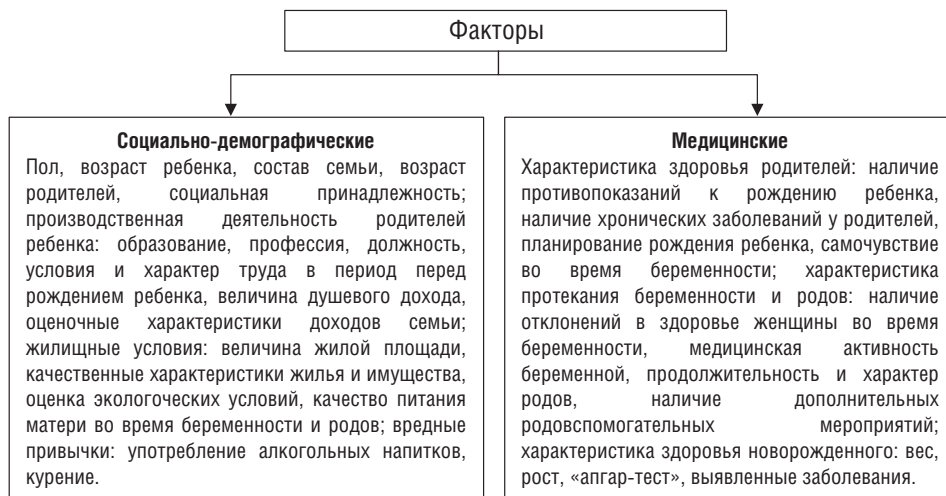 Факторы
Социально-демографические
Пол, возраст ребенка, состав семьи, возраст
родителей, социальная принадлежность;
производственная деятельность родителей
ребенка: образование, профессия, должность,
условия и характер труда в период перед
рождением ребенка, величина душевого дохода,
оценочные характеристики доходов семьи;
жилищные условия: величина жилой площади,
качественные характеристики жилья и имущества,
оценка экологоческих условий, качество питания
матери во время беременности и родов; вредные
привычки: употребление алкогольных напитков,
курение.
Медицинские
Характеристика здоровья родителей: наличие
противопоказаний к рождению ребенка,
наличие хронических заболеваний у родителей,
планирование рождения ребенка, самочувствие
во время беременности; характеристика
протекания беременности и родов: наличие
отклонений в здоровье женщины во время
беременности, медицинская активность
беременной, продолжительность и характер
родов, наличие дополнительных
родовспомогательных мероприятий;
характеристика здоровья новорожденного: вес,
рост, «апгар-тест», выявленные заболевания.